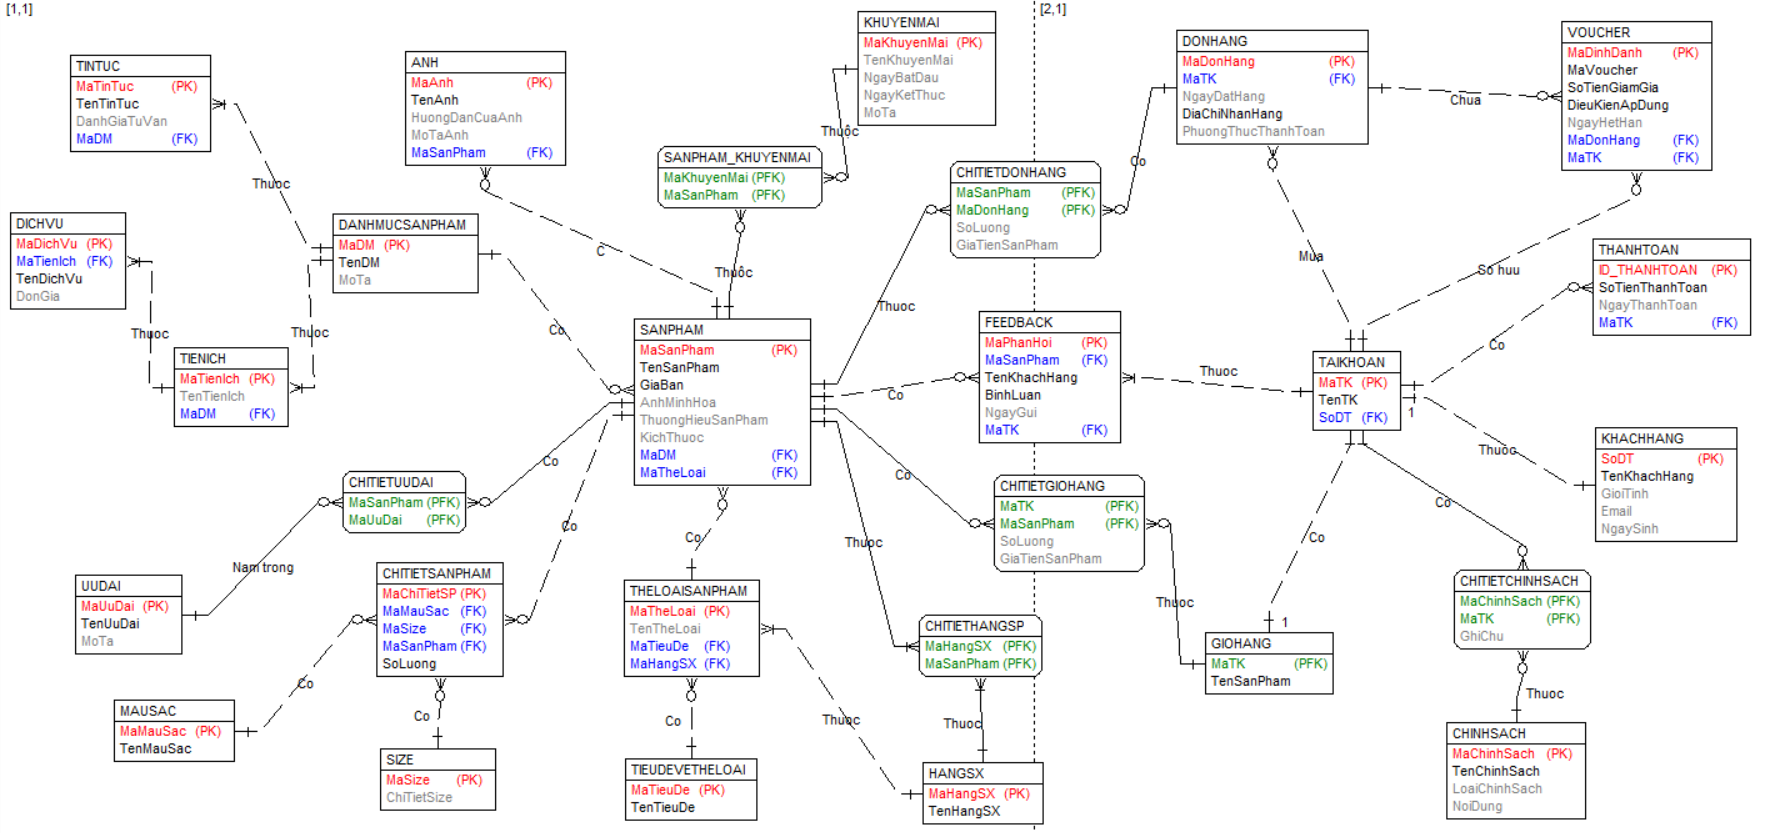 [1,1]
[2,1]
TINTUC
MaTinTuc (PK)
TenTinTuc
DanhGiaTuVan
MaDM (FK)
ANH
MaAnh (PK)
TenAnh
HuongDanCuaAnh
MoTaAnh
MaSanPham (FK)
KHUYENMAI
MaKhuyenMai (PK)
TenKhuyenMai
NgayBatDau
NgayKetThuc
MoTa
DONHANG
MaDonHang (PK)
MaTK (FK)
NgayDatHang
DiaChiNhanHang
PhuongThucThanhToan
VOUCHER
MaDinhDanh (PK)
MaVoucher
SoTienGiamGia
DieuKienApDung
NgayHetHan
MaDonHang (FK)
MaTK (FK)
Chua
Thuộc
Thuoc
SANPHAM_KHUYENMAI
MaKhuyenMai (PFK)
MaSanPham (PFK)
CHITIETDONHANG
MaSanPham (PFK)
MaDonHang (PFK)
SoLuong
GiaTienSanPham
Co
DICHVU
MaDichVu (PK)
MaTienIch (FK)
TenDichVu
DonGia
DANHMUCSANPHAM
MaDM (PK)
TenDM
MoTa
C
Thuộc
Mua
So huu
THANHTOAN
ID_THANHTOAN (PK)
SoTienThanhToan
NgayThanhToan
MaTK (FK)
Thuoc
Thuoc
Co
Thuoc
Co
TIENICH
MaTienIch (PK)
TenTienIch
MaDM (FK)
SANPHAM
MaSanPham (PK)
TenSanPham
GiaBan
AnhMinhHoa
ThuongHieuSanPham
KichThuoc
MaDM (FK)
MaTheLoai (FK)
FEEDBACK
MaPhanHoi (PK)
MaSanPham (FK)
TenKhachHang
BinhLuan
NgayGui
MaTK (FK)
Co
Thuoc
TAIKHOAN
MaTK (PK)
TenTK
SoDT (FK)
1
Thuoc
KHACHHANG
SoDT (PK)
TenKhachHang
GioiTinh
Email
NgaySinh
Co
Co
Co
CHITIETUUDAI
MaSanPham (PFK)
MaUuDai (PFK)
CHITIETGIOHANG
MaTK (PFK)
MaSanPham (PFK)
SoLuong
GiaTienSanPham
Co
Co
Co
Thuoc
Nam trong
UUDAI
MaUuDai (PK)
TenUuDai
MoTa
CHITIETSANPHAM
MaChiTietSP (PK)
MaMauSac (FK)
MaSize (FK)
MaSanPham (FK)
SoLuong
THELOAISANPHAM
MaTheLoai (PK)
TenTheLoai
MaTieuDe (FK)
MaHangSX (FK)
CHITIETHANGSP
MaHangSX (PFK)
MaSanPham (PFK)
Thuoc
1
GIOHANG
MaTK (PFK)
TenSanPham
CHITIETCHINHSACH
MaChinhSach (PFK)
MaTK (PFK)
GhiChu
Co
Co
Co
Thuoc
Thuoc
Thuoc
MAUSAC
MaMauSac (PK)
TenMauSac
SIZE
MaSize (PK)
ChiTietSize
TIEUDEVETHELOAI
MaTieuDe (PK)
TenTieuDe
HANGSX
MaHangSX (PK)
TenHangSX
CHINHSACH
MaChinhSach (PK)
TenChinhSach
LoaiChinhSach
NoiDung